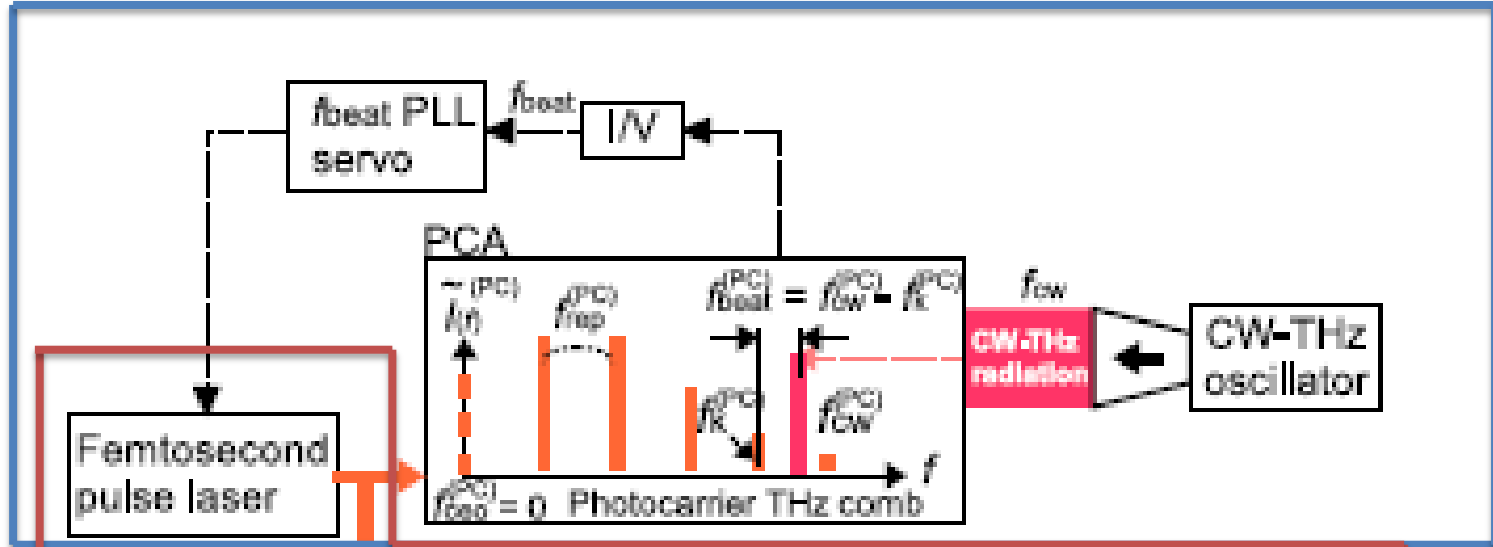 fbeat PLL
servo
fbeat
I/V
PCA
Ĩ(f)(PC)
frep(PC)
fbeat(PC) = fcw(PC) - fK(PC)
fcw
CW-THz
radiation
CW-THz
oscillator
fK(PC)
fCW(PC)
f
Femtosecond
pulse laser
fceo(PC) = 0 Photocarrier THz comb